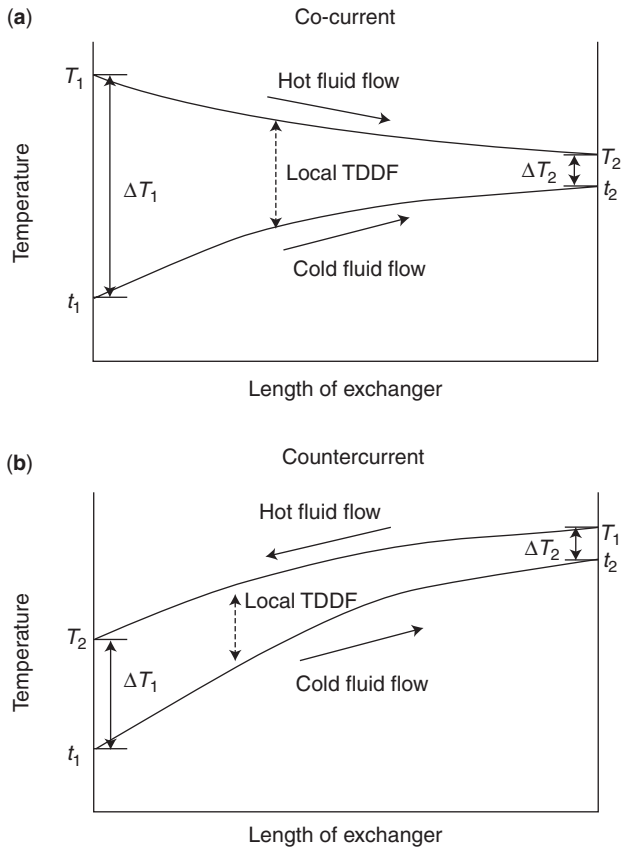 (a)
Co-current
T1
Hot fluid flow
T2
Local TDDF
ΔT1
ΔT2
t2
Temperature
Cold fluid flow
t1
Length of exchanger
(b)
Countercurrent
Hot fluid flow
T1
ΔT2
t2
Local TDDF
T2
ΔT1
Temperature
Cold fluid flow
t1
Length of exchanger